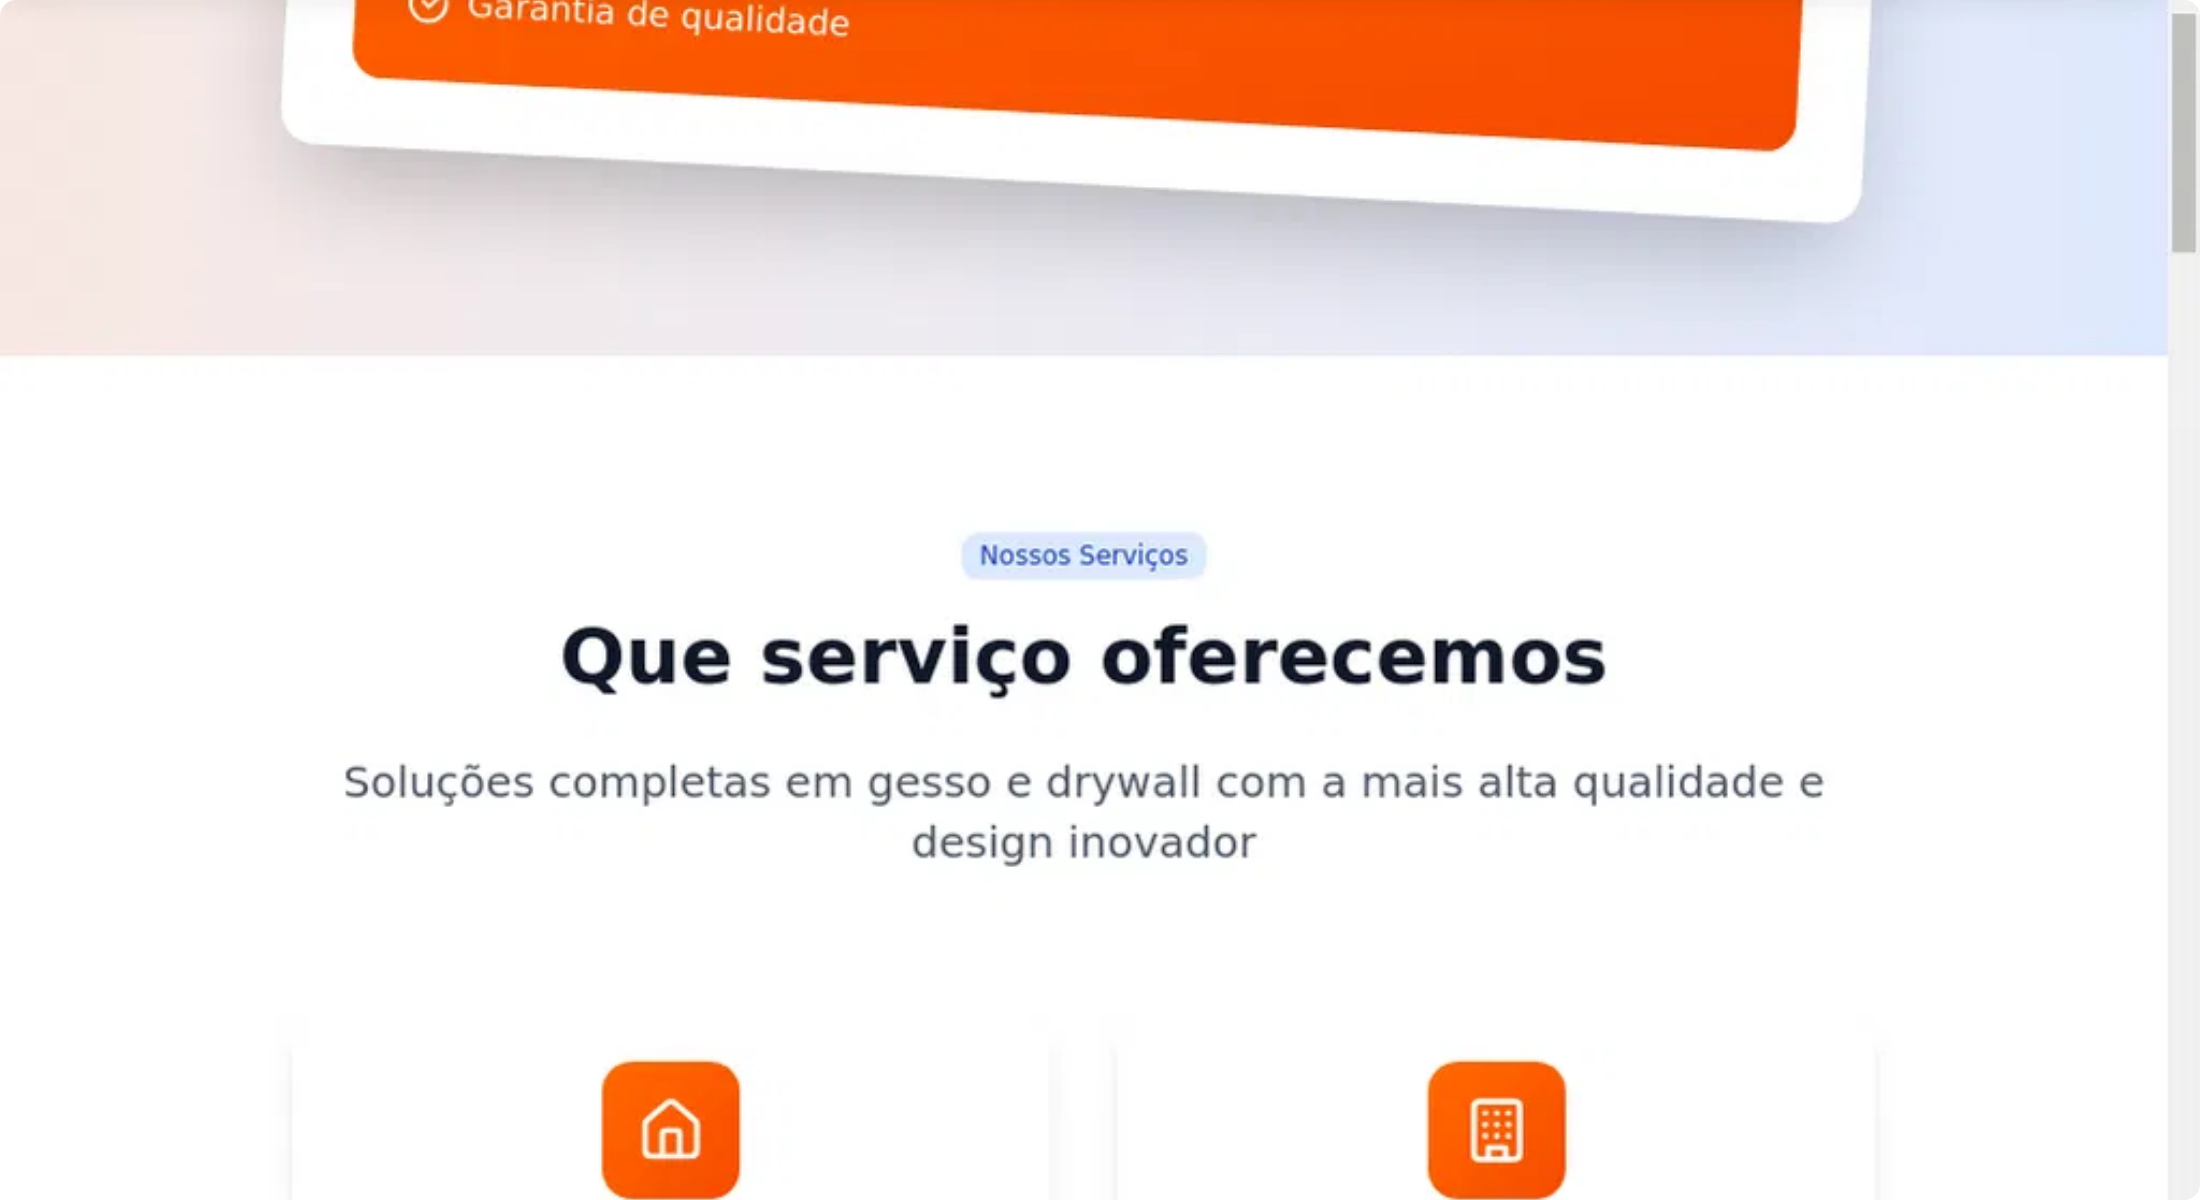 Garantia de qualidade
Nossos Serviços
Que serviço oferecemos
Soluções completas em gesso e drywall com a mais alta qualidade e
design inovador